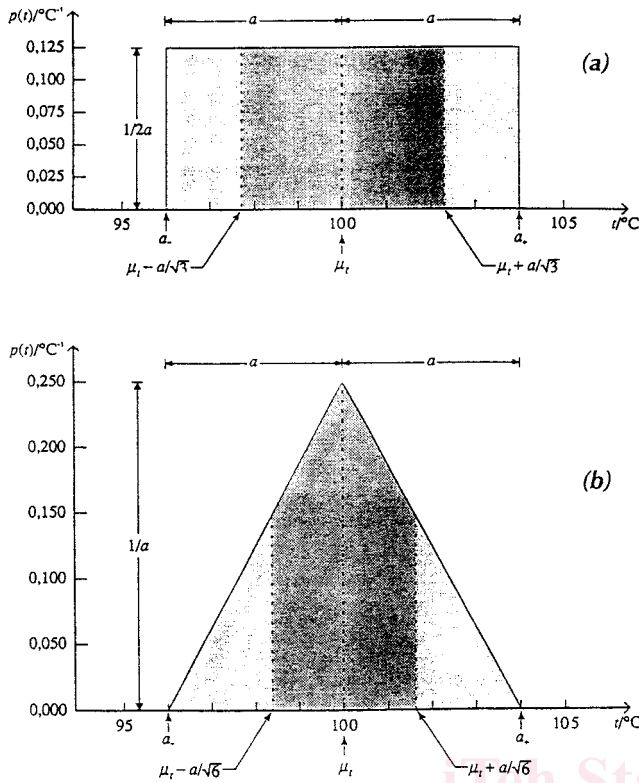 p(t)/°C⁻¹
a
a
0,125
0,100
0,075
0,050
0,025
0,000
1/2a
(a)
95
100
105
t/°C
a₋
μₜ
a₊
μₜ − a/√3
μₜ + a/√3
p(t)/°C⁻¹
a
a
0,250
0,200
0,150
0,100
0,050
0,000
1/a
(b)
95
100
105
t/°C
a₋
μₜ
a₊
μₜ − a/√6
μₜ + a/√6
iTeh St